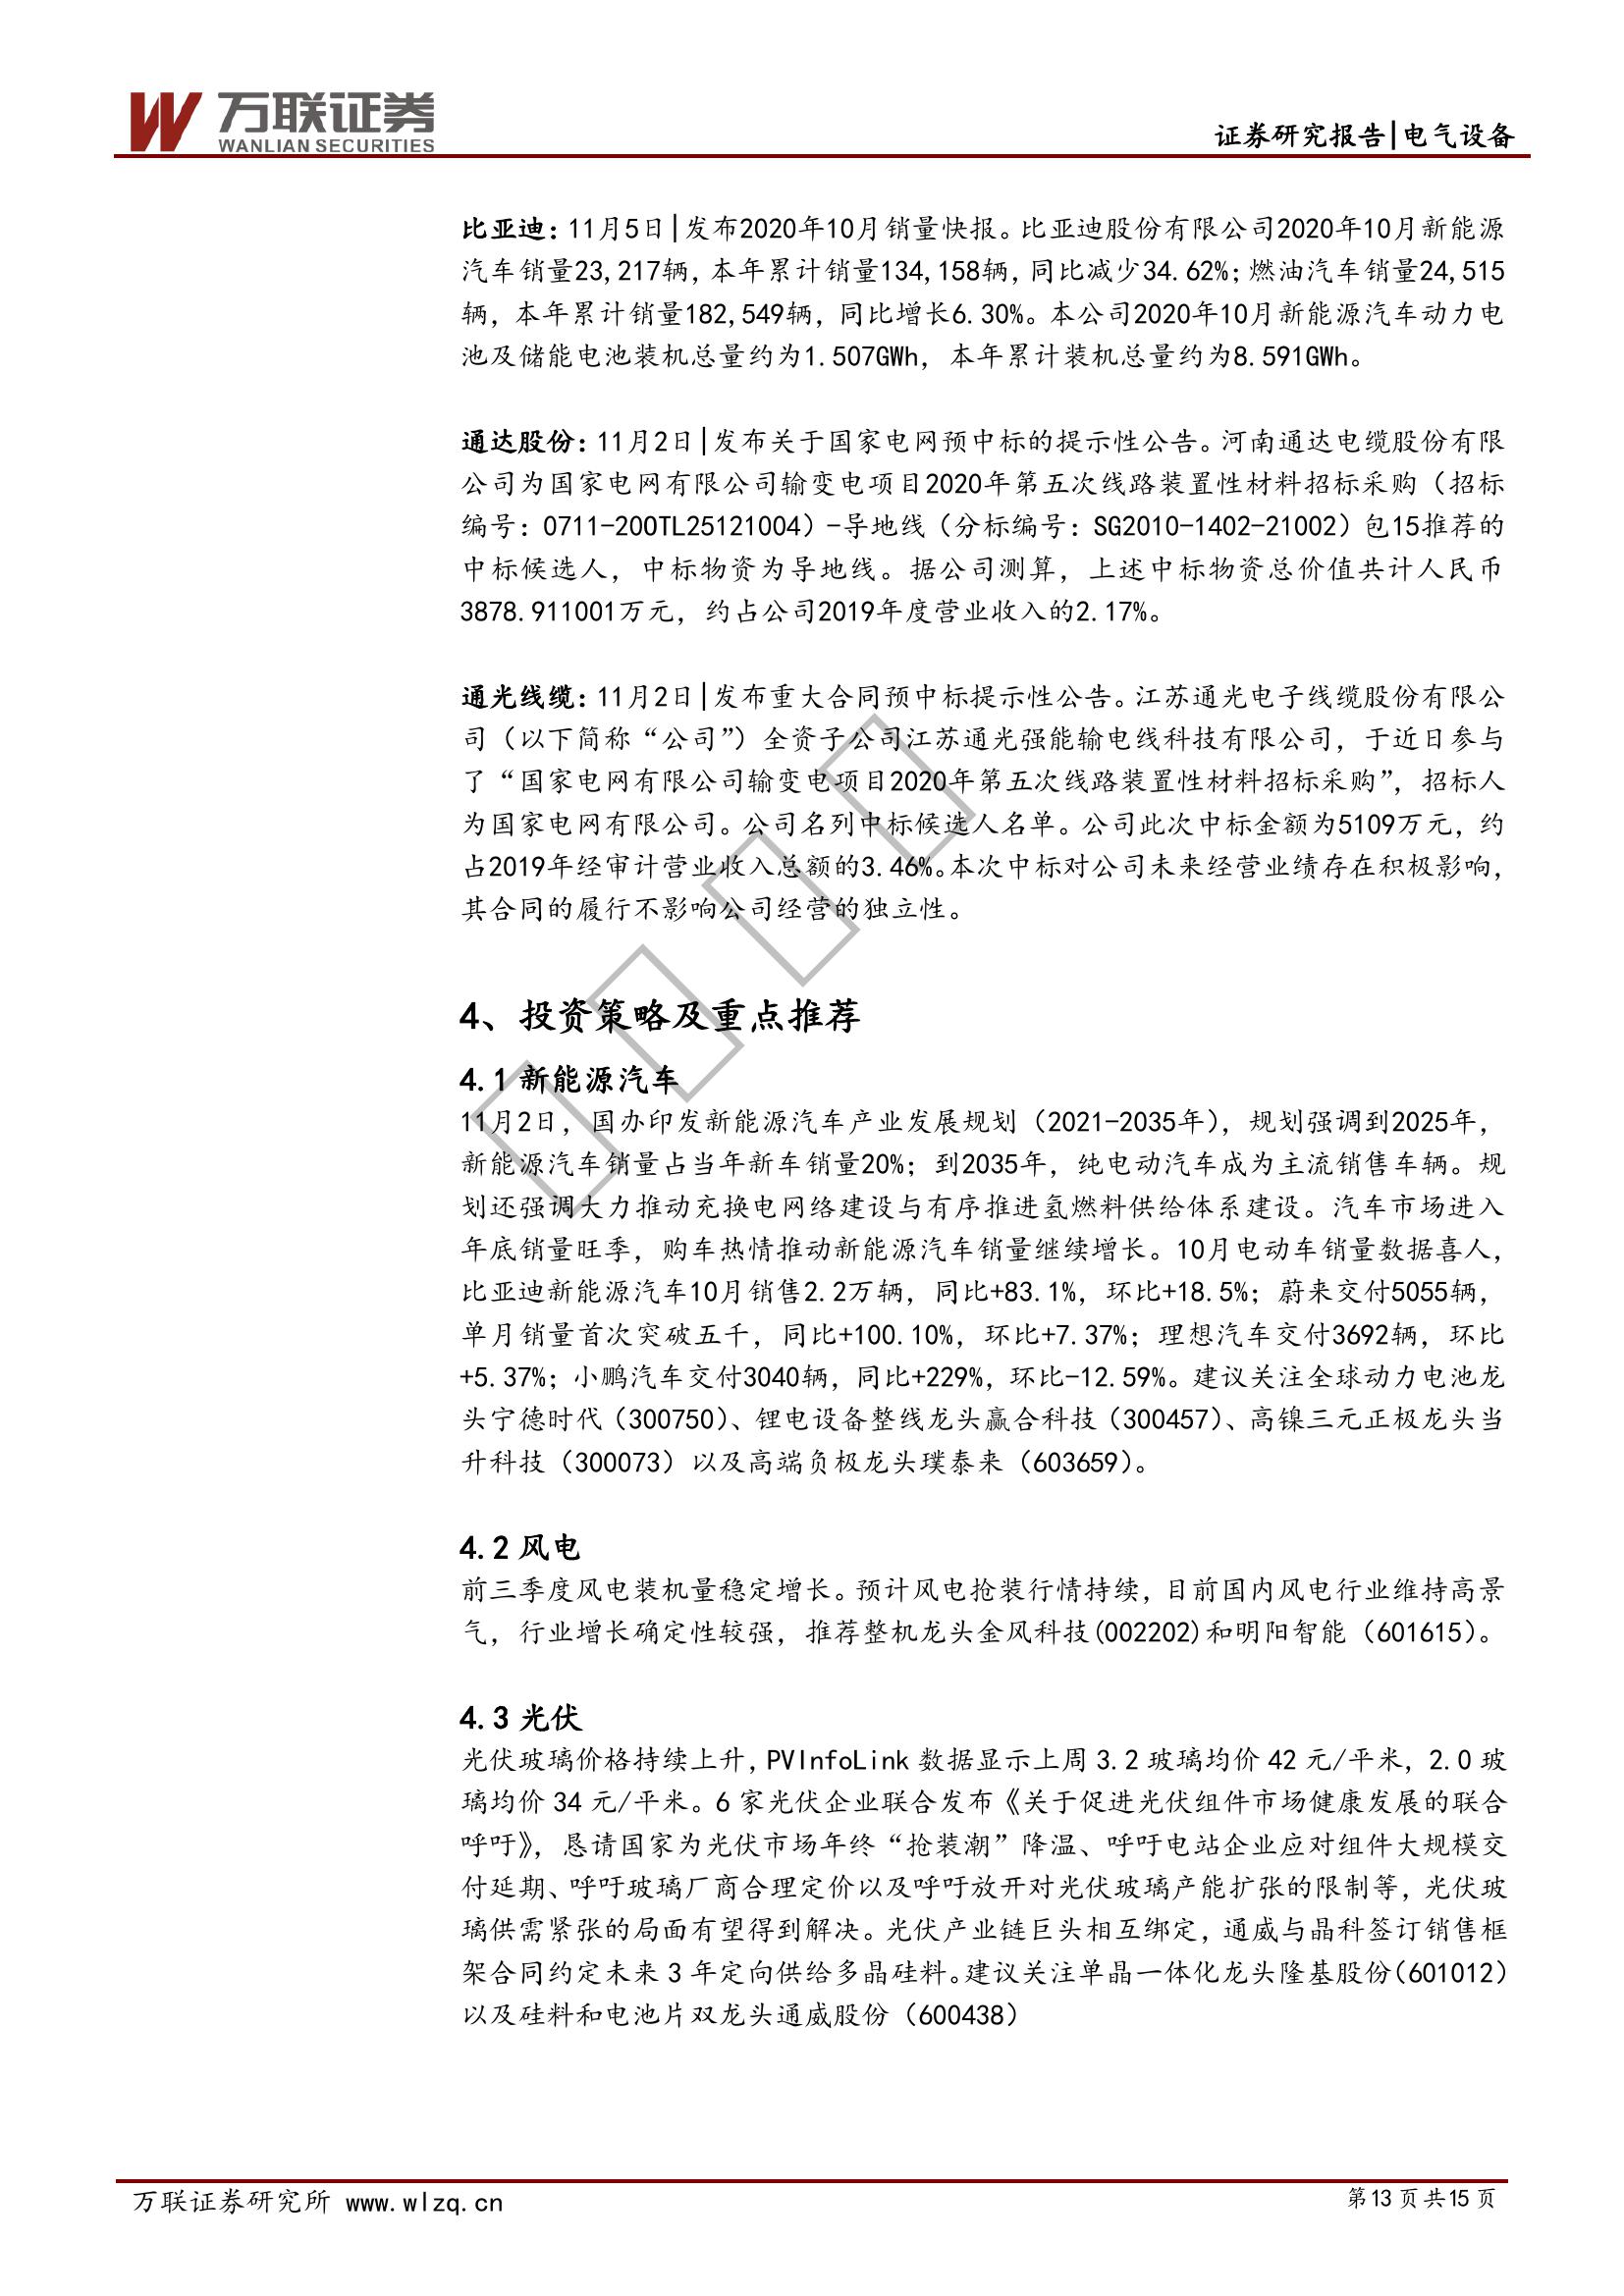 万联证券
WANLIAN SECURITIES
证券研究报告|电气设备
比亚迪：11月5日|发布2020年10月销量快报。比亚迪股份有限公司2020年10月新能源
汽车销量23,217辆，本年累计销量134,158辆，同比减少34.62%；燃油汽车销量24,515
辆，本年累计销量182,549辆，同比增长6.30%。本公司2020年10月新能源汽车动力电
池及储能电池装机总量约为1.507GWh，本年累计装机总量约为8.591GWh。
通达股份：11月2日|发布关于国家电网预中标的提示性公告。河南通达电缆股份有限
公司为国家电网有限公司输变电项目2020年第五次线路装置性材料招标采购（招标
编号：0711-200TL25121004）-导地线（分标编号：SG2010-1402-21002）包15推荐的
中标候选人，中标物资为导地线。据公司测算，上述中标物资总价值共计人民币
3878.911001万元，约占公司2019年度营业收入的2.17%。
通光线缆：11月2日|发布重大合同预中标提示性公告。江苏通光电子线缆股份有限公
司（以下简称“公司”）全资子公司江苏通光强能输电线科技有限公司，于近日参与
了“国家电网有限公司输变电项目2020年第五次线路装置性材料招标采购”，招标人
为国家电网有限公司。公司名列中标候选人名单。公司此次中标金额为5109万元，约
占2019年经审计营业收入总额的3.46%。本次中标对公司未来经营业绩存在积极影响，
其合同的履行不影响公司经营的独立性。
4、投资策略及重点推荐
4.1 新能源汽车
11月2日，国办印发新能源汽车产业发展规划（2021-2035年），规划强调到2025年，
新能源汽车销量占当年新车销量20%；到2035年，纯电动汽车成为主流销售车辆。规
划还强调大力推动充换电网络建设与有序推进氢燃料供给体系建设。汽车市场进入
年底销量旺季，购车热情推动新能源汽车销量继续增长。10月电动车销量数据喜人，
比亚迪新能源汽车10月销售2.2万辆，同比+83.1%，环比+18.5%；蔚来交付5055辆，
单月销量首次突破五千，同比+100.10%，环比+7.37%；理想汽车交付3692辆，环比
+5.37%；小鹏汽车交付3040辆，同比+229%，环比-12.59%。建议关注全球动力电池龙
头宁德时代（300750）、锂电设备整线龙头赢合科技（300457）、高镍三元正极龙头当
升科技（300073）以及高端负极龙头璞泰来（603659）。
4.2 风电
前三季度风电装机量稳定增长。预计风电抢装行情持续，目前国内风电行业维持高景
气，行业增长确定性较强，推荐整机龙头金风科技(002202)和明阳智能（601615）。
4.3 光伏
光伏玻璃价格持续上升，PVInfoLink 数据显示上周 3.2 玻璃均价 42 元/平米，2.0 玻
璃均价 34 元/平米。6 家光伏企业联合发布《关于促进光伏组件市场健康发展的联合
呼吁》，恳请国家为光伏市场年终“抢装潮”降温、呼吁电站企业应对组件大规模交
付延期、呼吁玻璃厂商合理定价以及呼吁放开对光伏玻璃产能扩张的限制等，光伏玻
璃供需紧张的局面有望得到解决。光伏产业链巨头相互绑定，通威与晶科签订销售框
架合同约定未来 3 年定向供给多晶硅料。建议关注单晶一体化龙头隆基股份（601012）
以及硅料和电池片双龙头通威股份（600438）
万联证券研究所 www.wlzq.cn
第13 页 共15 页